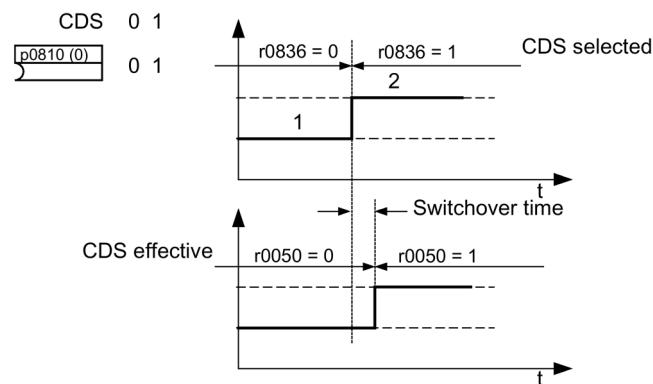 CDS 0 1
p0810 (0) 0 1
r0836 = 0 r0836 = 1 CDS selected
2
1
t
Switchover time
CDS effective r0050 = 0 r0050 = 1
t